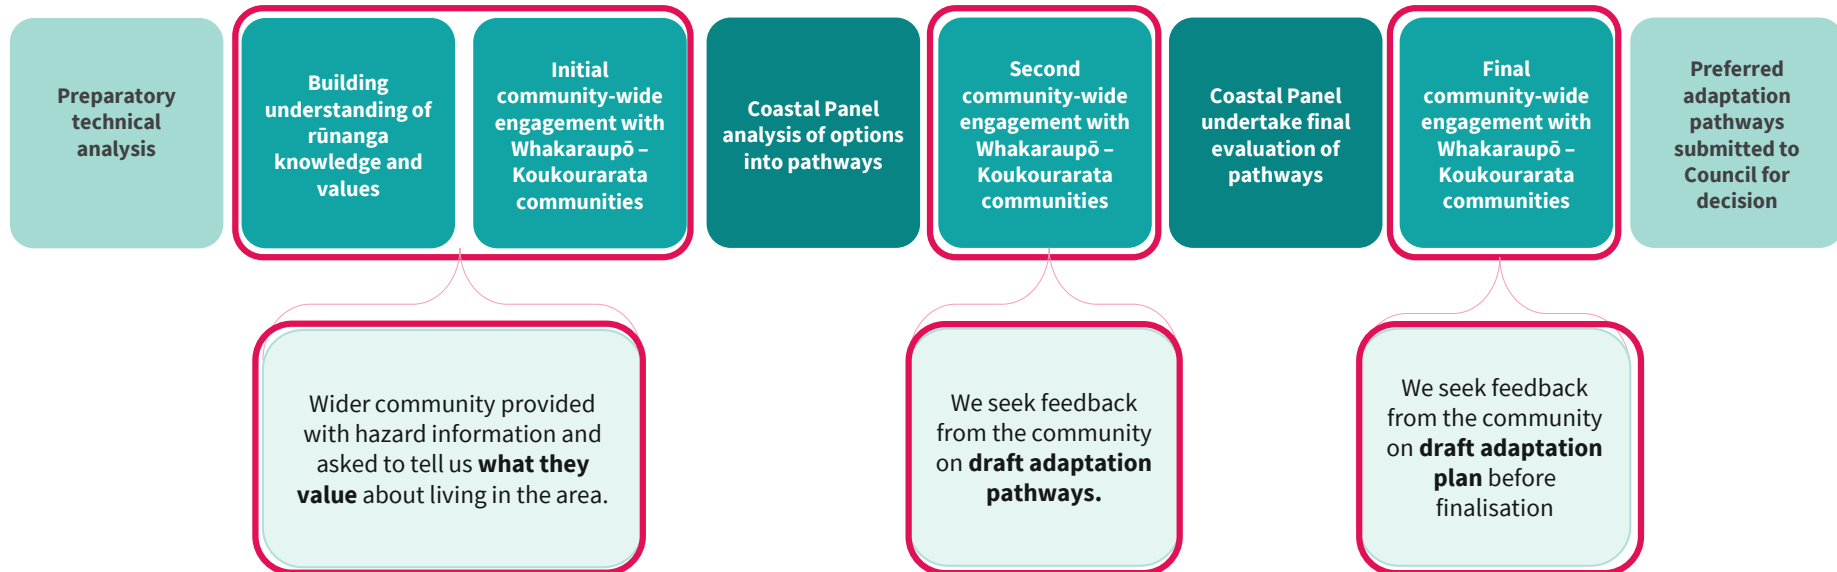 Preparatory
technical
analysis
Building
understanding of
rūnanga
knowledge and
values
Initial
community-wide
engagement with
Whakaraupō –
Koukourarata
communities
Coastal Panel
analysis of options
into pathways
Second
community-wide
engagement with
Whakaraupō –
Koukourarata
communities
Coastal Panel
undertake final
evaluation of
pathways
Final
community-wide
engagement with
Whakaraupō –
Koukourarata
communities
Preferred
adaptation
pathways
submitted to
Council for
decision
Wider community provided
with hazard information and
asked to tell us what they
value about living in the area.
We seek feedback
from the community
on draft adaptation
pathways.
We seek feedback
from the community
on draft adaptation
plan before
finalisation